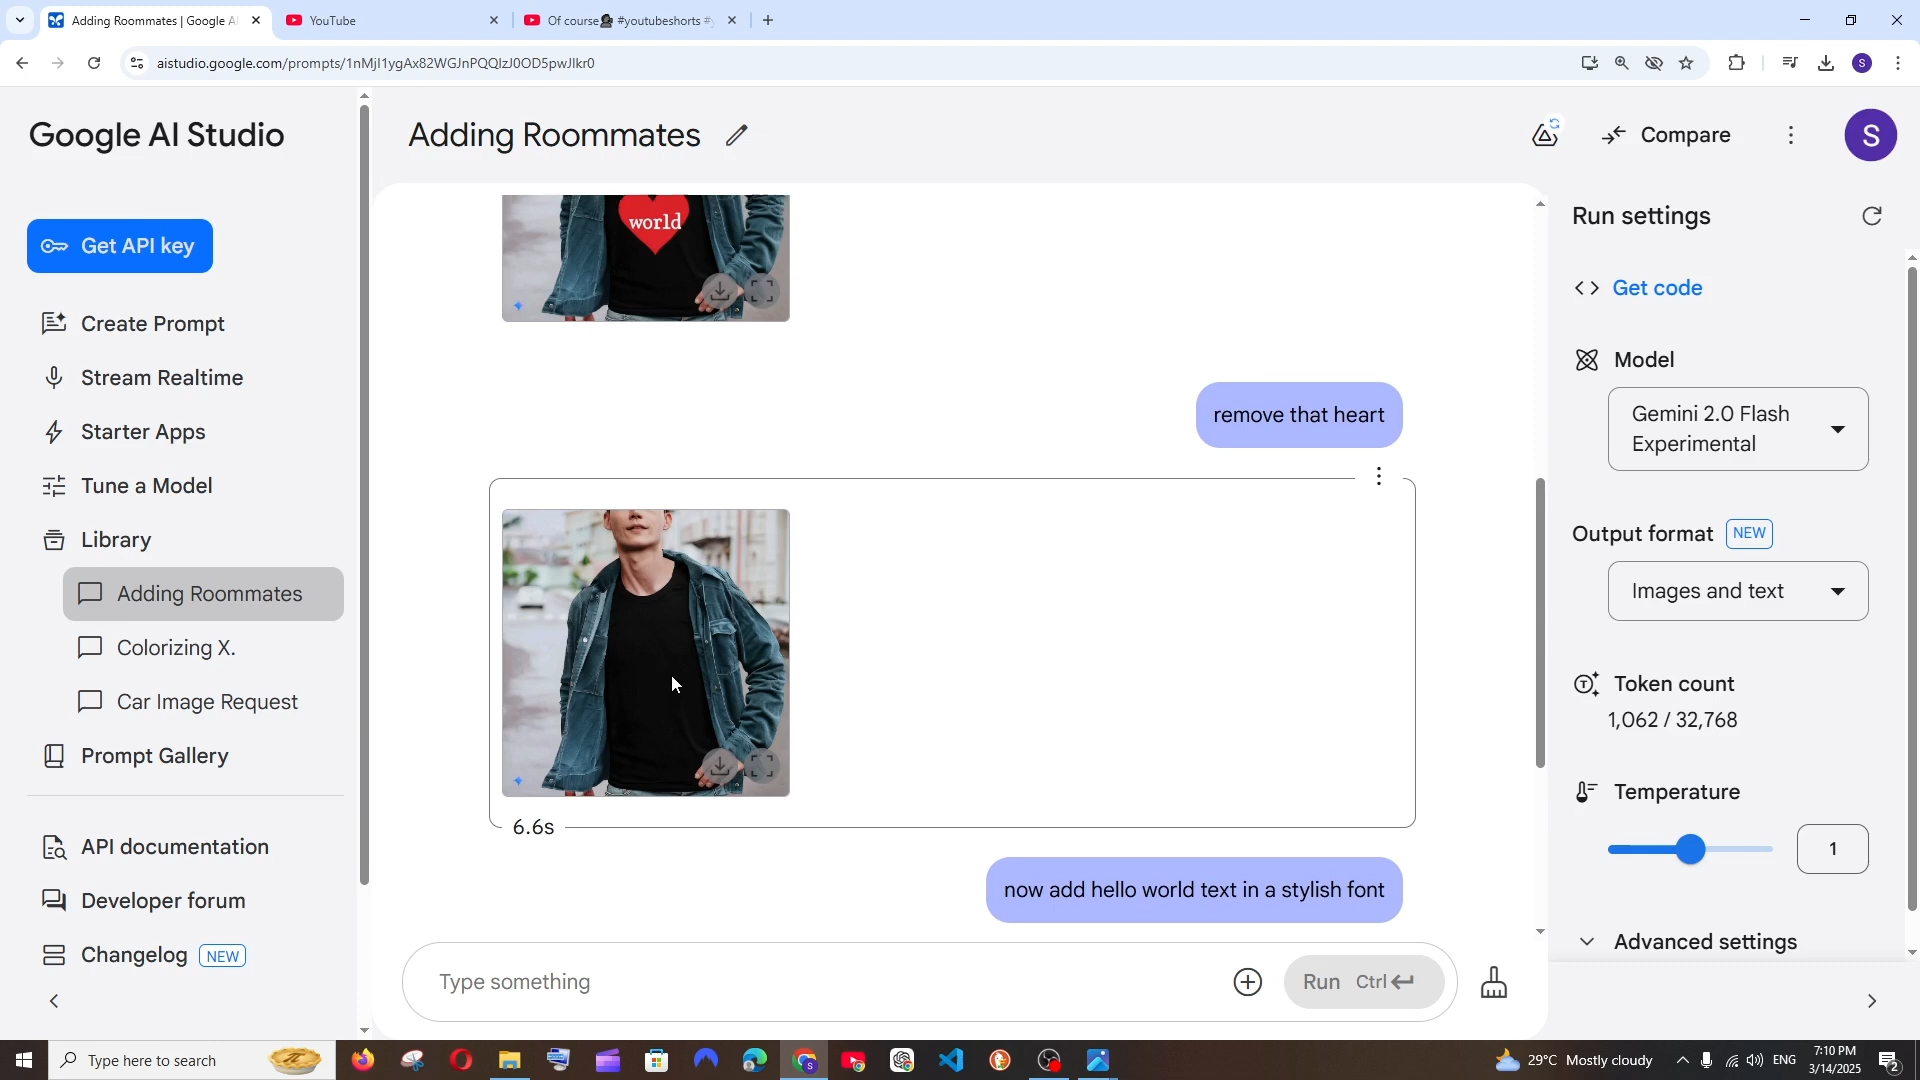 Adding Roommates | Google AI
YouTube
Of course #youtubeshorts #y
aistudio.google.com/prompts/1nMjI1ygAx82WGJnPQQIzJ0OD5pwJlkr0
S
Google AI Studio
Adding Roommates
Compare
S
Get API key
Create Prompt
Stream Realtime
Starter Apps
Tune a Model
Library
Adding Roommates
Colorizing X.
Car Image Request
Prompt Gallery
API documentation
Developer forum
Changelog NEW
world
remove that heart
6.6s
now add hello world text in a stylish font
Type something
Run Ctrl
Run settings
Get code
Model
Gemini 2.0 Flash
Experimental
Output format NEW
Images and text
Token count
1,062 / 32,768
Temperature
1
Advanced settings
Type here to search
29°C Mostly cloudy
ENG
7:10 PM
3/14/2025
2